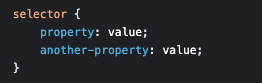 selector {
    property: value;
    another-property: value;
}